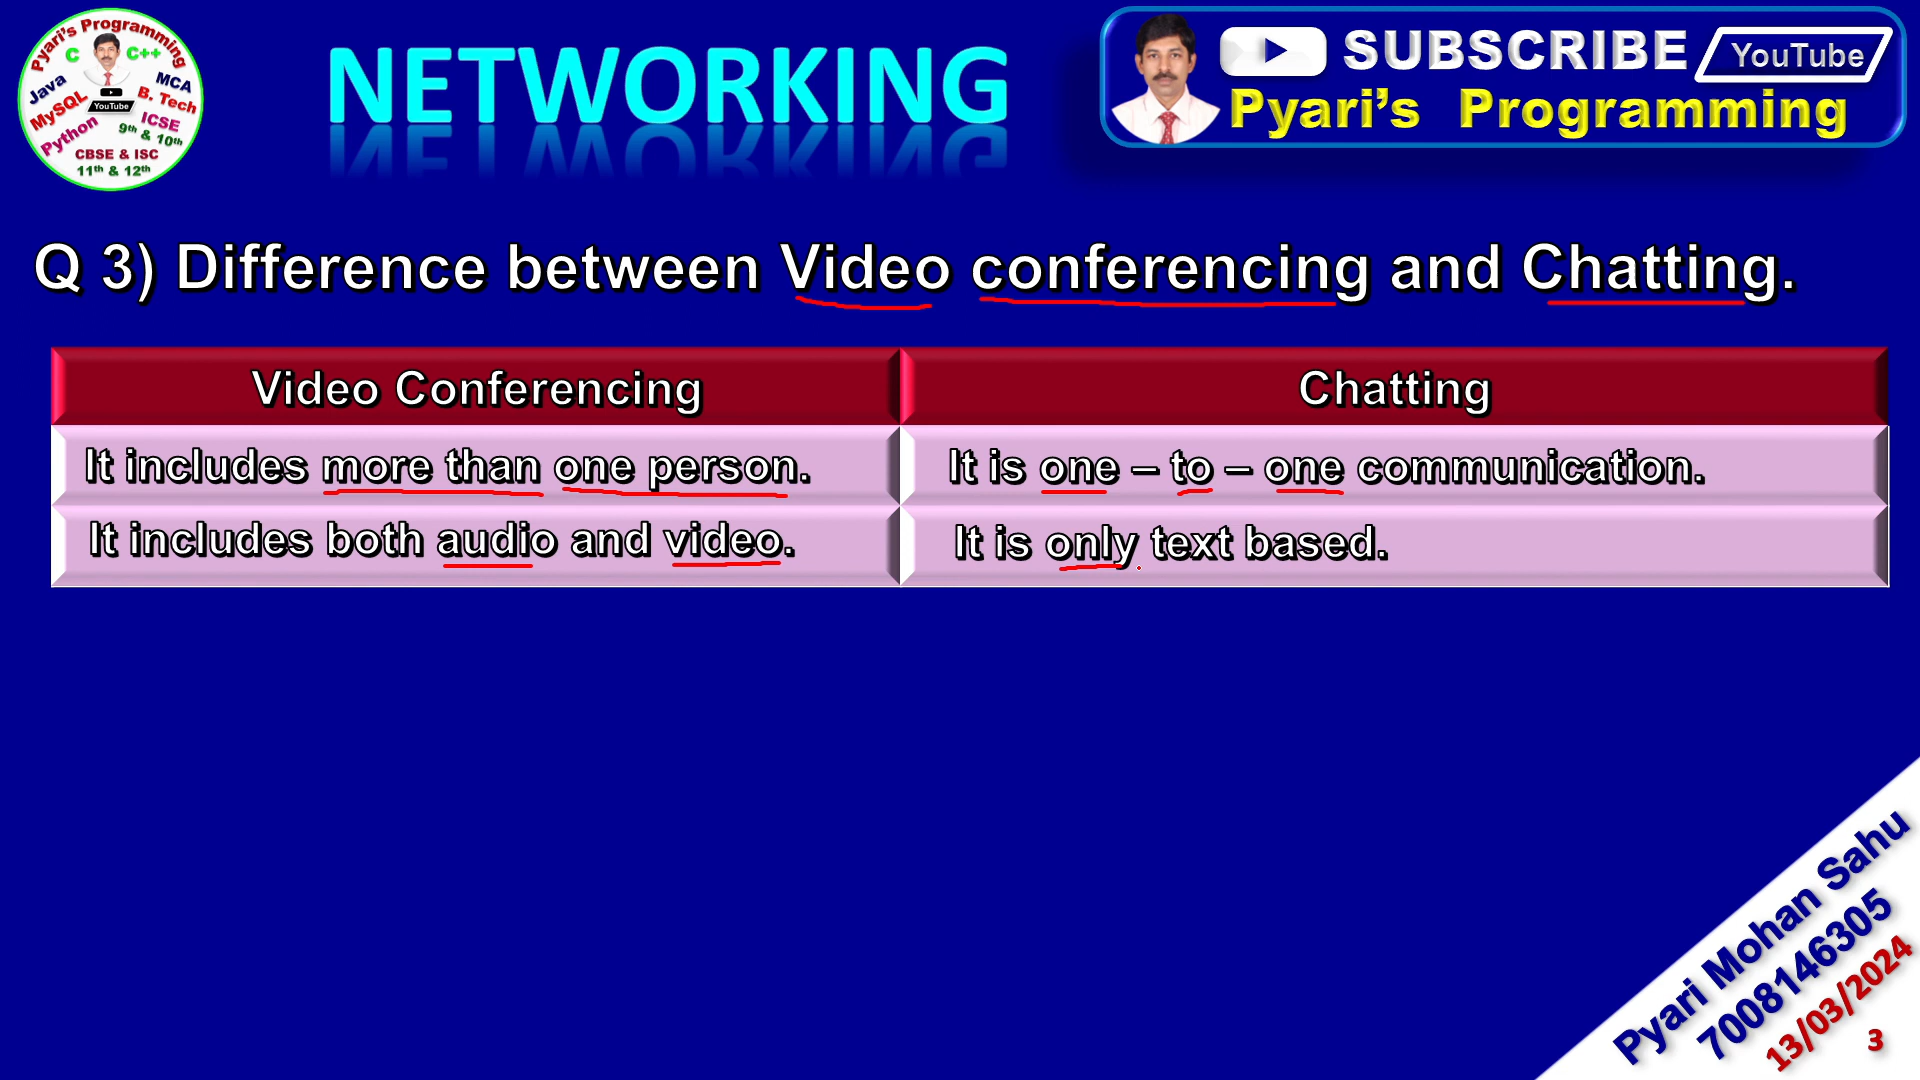 Pyari's Programming
C
C++
Java
MCA
MySQL
YouTube
B. Tech
Python
ICSE
9th & 10th
CBSE & ISC
11th & 12th
NETWORKING
SUBSCRIBE YouTube
Pyari's Programming
Q 3) Difference between Video conferencing and Chatting.
Video Conferencing
Chatting
It includes more than one person.
It is one – to – one communication.
It includes both audio and video.
It is only text based.
Pyari Mohan Sahu
7008146305
13/03/2024
3